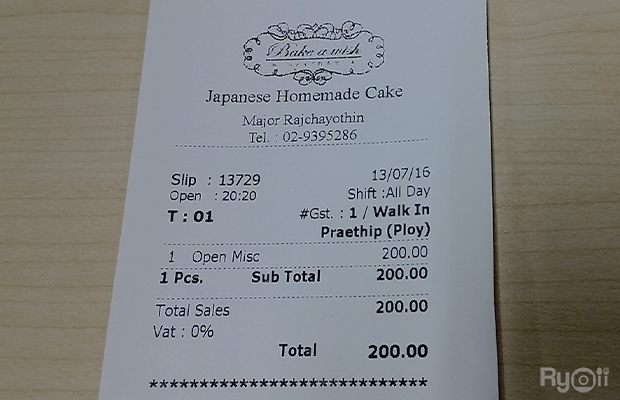 Bake a wish
Japanese Homemade Cake
Major Rajchayothin
Tel. : 02-9395286
Slip : 13729 13/07/16
Open : 20:20 Shift :All Day
T : 01 #Gst. : 1 / Walk In
Praethip (Ploy)
1 Open Misc 200.00
1 Pcs. Sub Total 200.00
Total Sales 200.00
Vat : 0%
Total 200.00
****************************
Ryoii